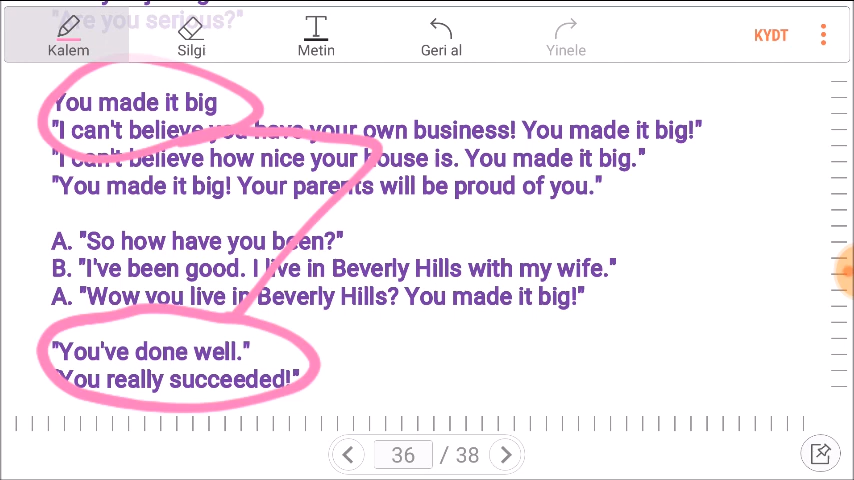 "Are you serious?"
Kalem
Silgi
Metin
Geri al
Yinele
KYDT
You made it big
"I can't believe you have your own business! You made it big!"
"I can't believe how nice your house is. You made it big."
"You made it big! Your parents will be proud of you."
A. "So how have you been?"
B. "I've been good. I live in Beverly Hills with my wife."
A. "Wow you live in Beverly Hills? You made it big!"
"You've done well."
"You really succeeded!"
36 / 38